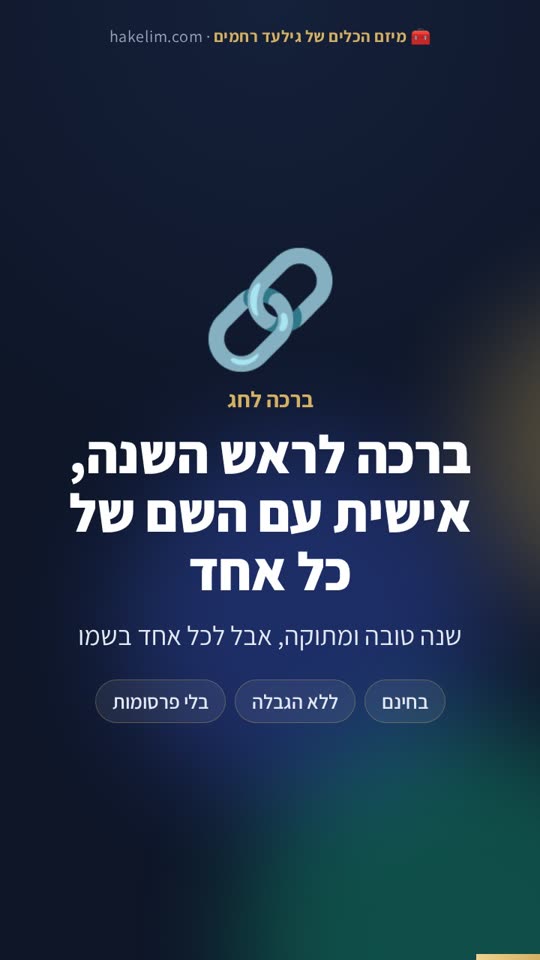 🧰 מיזם הכלים של גילעד רחמים · hakelim.com
ברכה לחג
ברכה לראש השנה,
אישית עם השם של
כל אחד
שנה טובה ומתוקה, אבל לכל אחד בשמו
בחינם
ללא הגבלה
בלי פרסומות